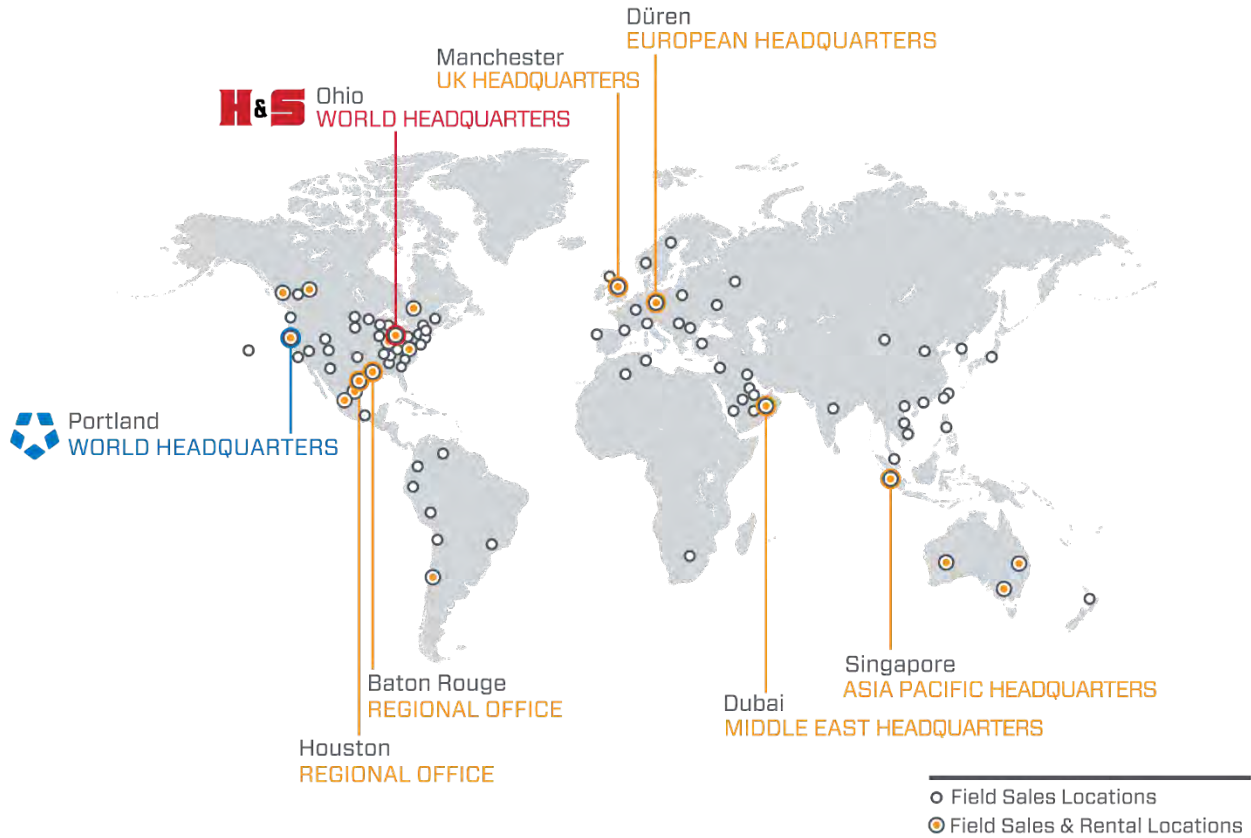 Düren
EUROPEAN HEADQUARTERS
Manchester
UK HEADQUARTERS
H&S
Ohio
WORLD HEADQUARTERS
Portland
WORLD HEADQUARTERS
Baton Rouge
REGIONAL OFFICE
Houston
REGIONAL OFFICE
Singapore
ASIA PACIFIC HEADQUARTERS
Dubai
MIDDLE EAST HEADQUARTERS
Field Sales Locations
Field Sales & Rental Locations